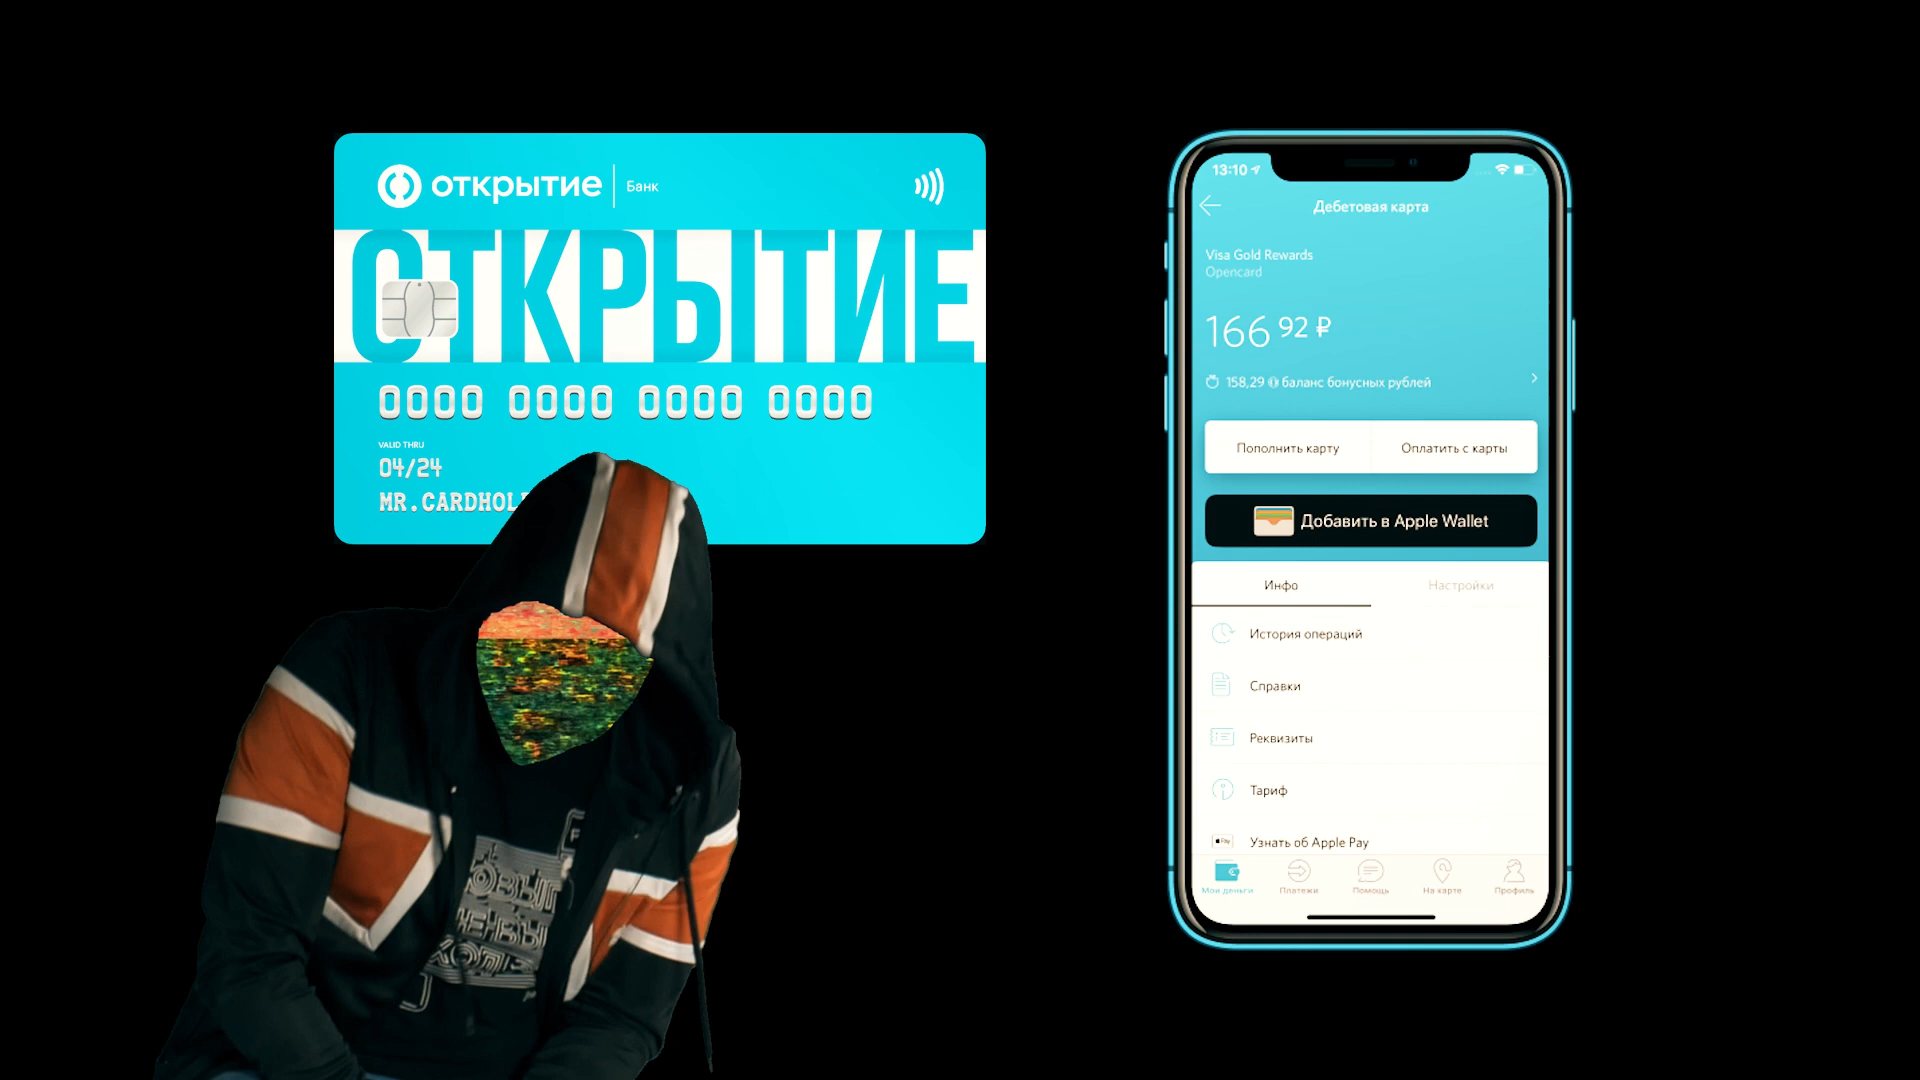 открытие Банк
ОТКРЫТИЕ
0000 0000 0000 0000
VALID THRU
04/24
MR.CARDHOL
13:10
Дебетовая карта
Visa Gold Rewards
Opencard
166 92 ₽
158,29 баланс бонусных рублей
Пополнить карту
Оплатить с карты
Добавить в Apple Wallet
Инфо
Настройки
История операций
Справки
Реквизиты
Тариф
Pay
Узнать об Apple Pay
Мои деньги
Платежи
Помощь
На карте
Профиль